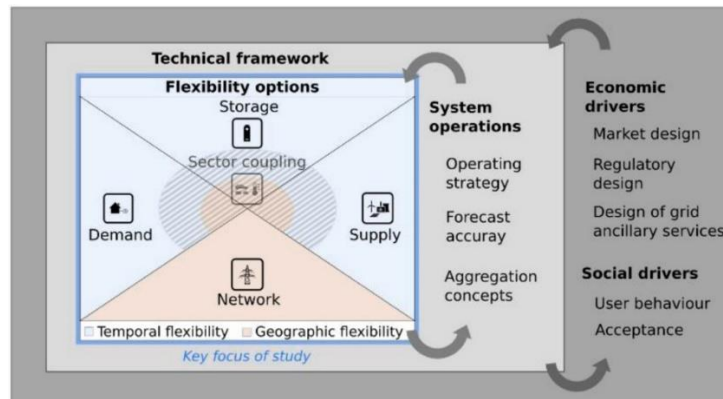 Technical framework
Flexibility options
Storage
Sector coupling
Demand
Supply
Network
Temporal flexibility
Geographic flexibility
Key focus of study
System
operations
Operating
strategy
Forecast
accuray
Aggregation
concepts
Economic
drivers
Market design
Regulatory
design
Design of grid
ancillary services
Social drivers
User behaviour
Acceptance